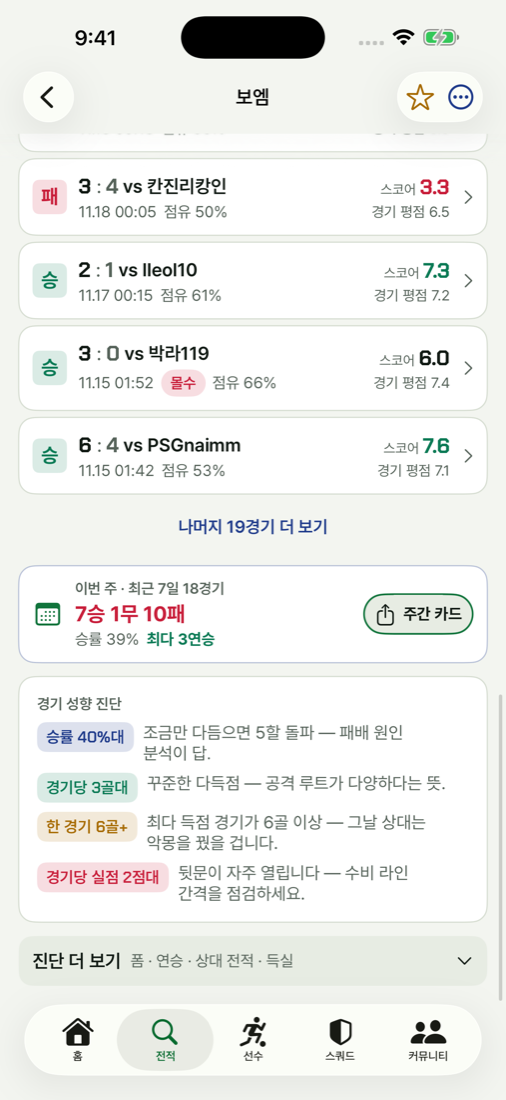 9:41
보엠
패
3 : 4 vs 칸진리캉인
스코어 3.3
11.18 00:05 점유 50%
경기 평점 6.5
승
2 : 1 vs lleol10
스코어 7.3
11.17 00:15 점유 61%
경기 평점 7.2
승
3 : 0 vs 박라119
스코어 6.0
11.15 01:52 몰수 점유 66%
경기 평점 7.4
승
6 : 4 vs PSGnaimm
스코어 7.6
11.15 01:42 점유 53%
경기 평점 7.1
나머지 19경기 더 보기
이번 주 · 최근 7일 18경기
7승 1무 10패
승률 39% 최다 3연승
주간 카드
경기 성향 진단
승률 40%대
조금만 다듬으면 5할 돌파 — 패배 원인
분석이 답.
경기당 3골대
꾸준한 다득점 — 공격 루트가 다양하다는 뜻.
한 경기 6골+
최다 득점 경기가 6골 이상 — 그날 상대는
악몽을 꿨을 겁니다.
경기당 실점 2점대
뒷문이 자주 열립니다 — 수비 라인
간격을 점검하세요.
진단 더 보기 폼 · 연승 · 상대 전적 · 득실
홈
전적
선수
스쿼드
커뮤니티